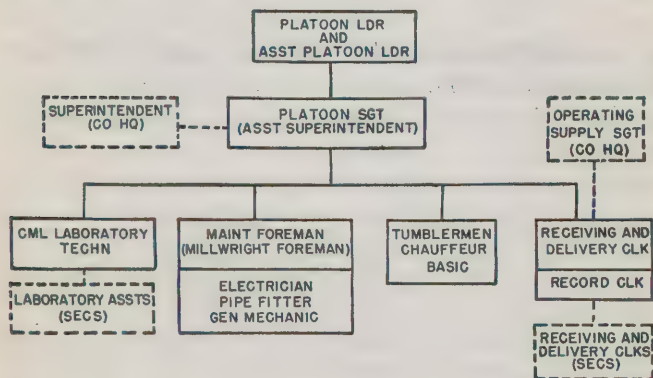 PLATOON LDR
AND
ASST PLATOON LDR
SUPERINTENDENT
(CO HQ)
PLATOON SGT
(ASST SUPERINTENDENT)
OPERATING
SUPPLY SGT
(CO HQ)
CML LABORATORY
TECHN
LABORATORY ASSTS
(SECS)
MAINT FOREMAN
(MILLWRIGHT FOREMAN)
ELECTRICIAN
PIPE FITTER
GEN MECHANIC
TUMBLERMEN
CHAUFFEUR
BASIC
RECEIVING AND
DELIVERY CLK
RECORD CLK
RECEIVING AND
DELIVERY CLKS
(SECS)